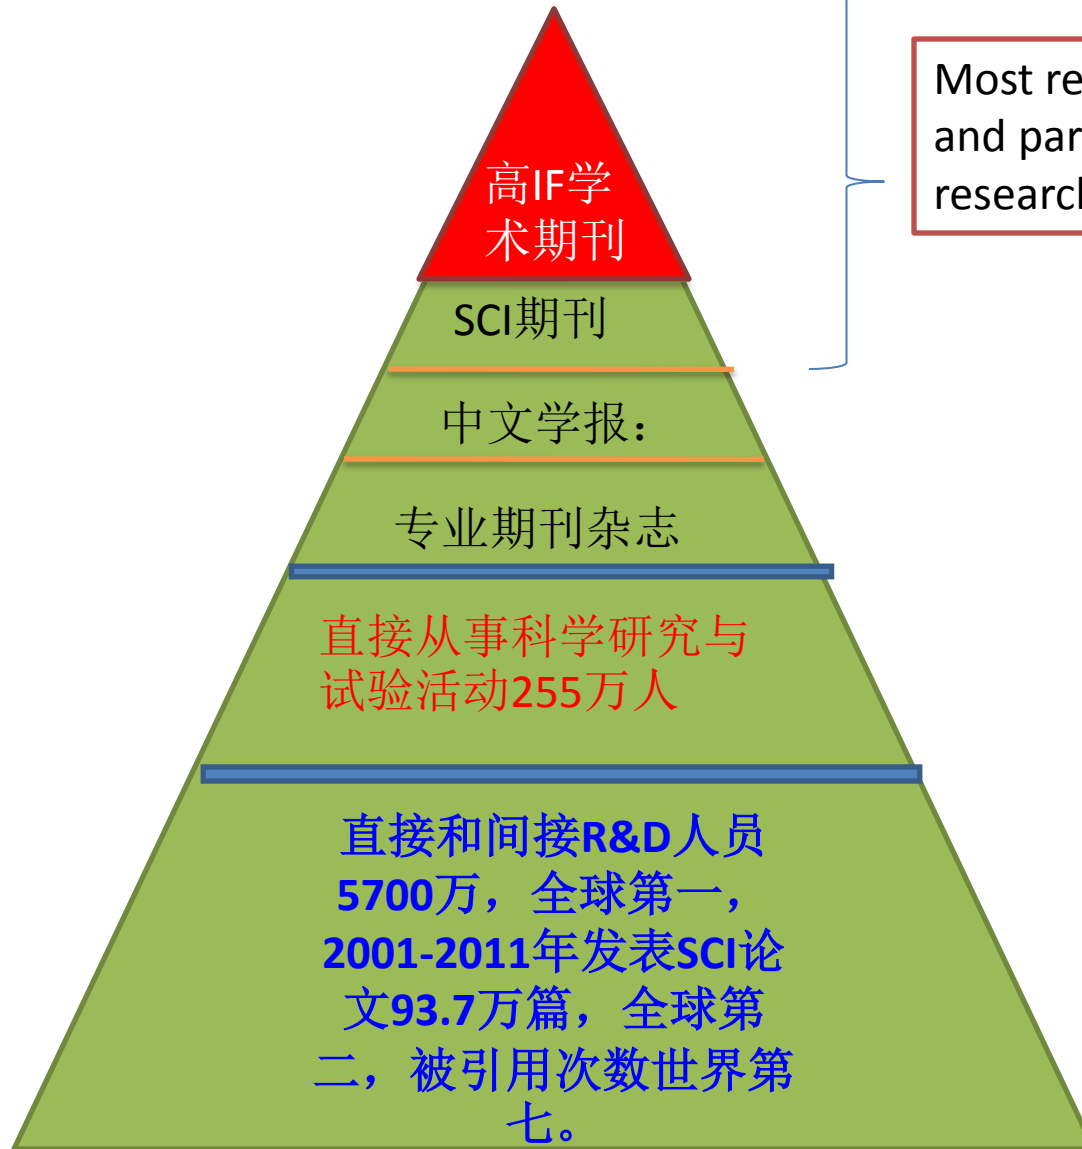 高IF学
术期刊
Most
and
SCI期刊
中文学报：
专业期刊杂志
直接从事科学研究与
试验活动255万人
直接和间接R&D人员
5700万，全球第一，
2001-2011年发表SCI论
文93.7万篇，全球第
二，被引用次数世界第
七。